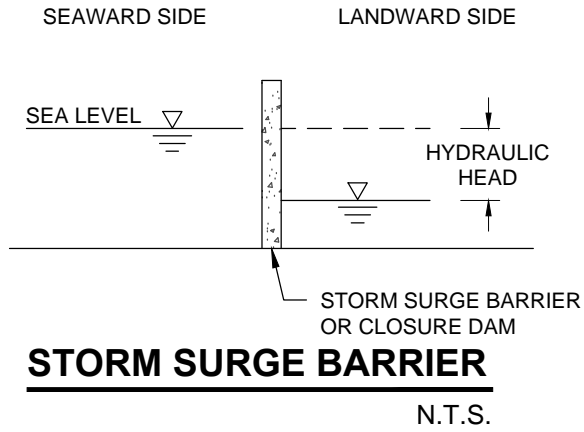 SEAWARD SIDE
LANDWARD SIDE
SEA LEVEL
HYDRAULIC
HEAD
STORM SURGE BARRIER
OR CLOSURE DAM
STORM SURGE BARRIER
N.T.S.